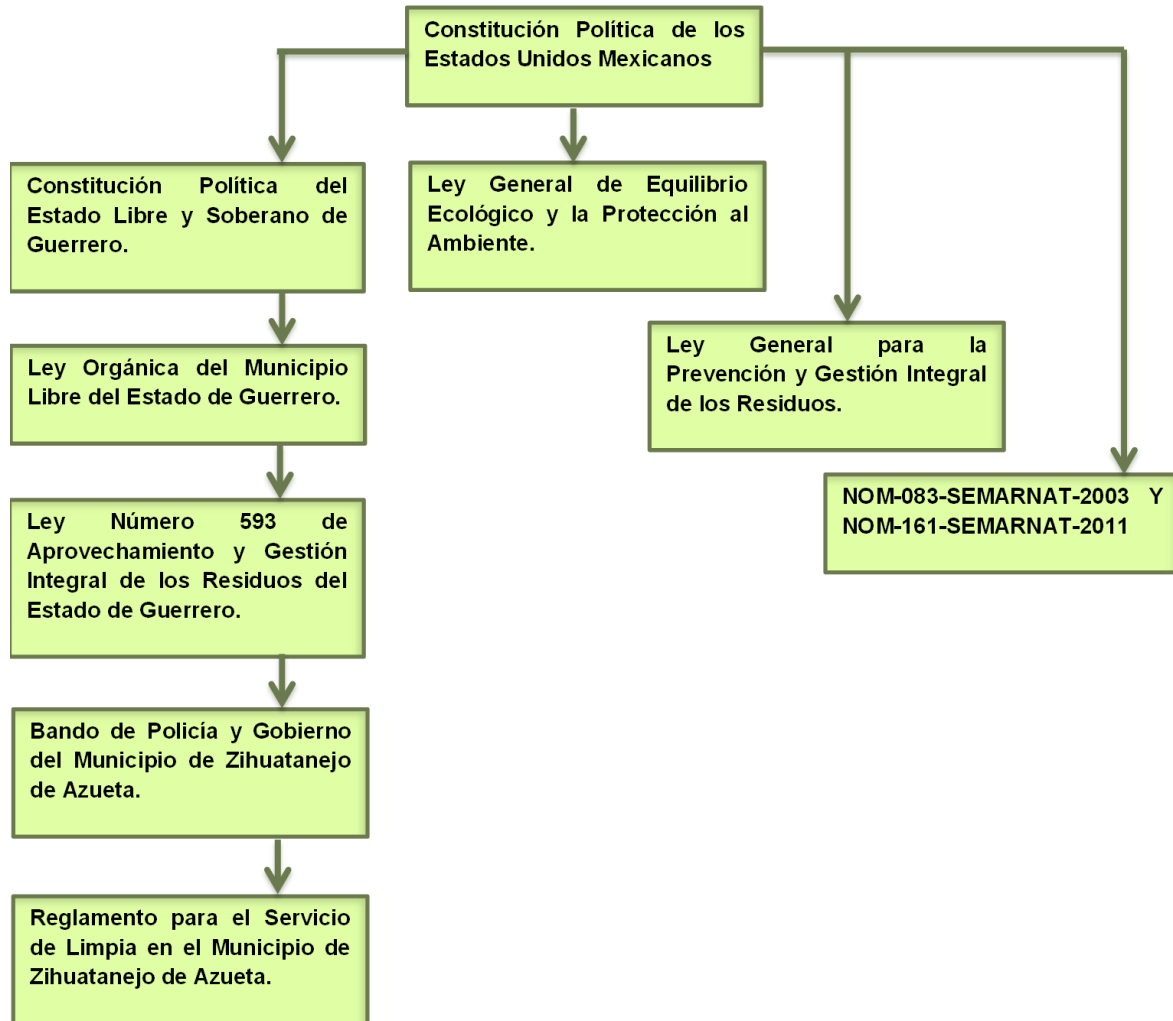 Constitución Política de los
Estados Unidos Mexicanos
Constitución Política del
Estado Libre y Soberano de
Guerrero.
Ley General de Equilibrio
Ecológico y la Protección al
Ambiente.
Ley General para la
Prevención y Gestión Integral
de los Residuos.
Ley Orgánica del Municipio
Libre del Estado de Guerrero.
NOM-083-SEMARNAT-2003 Y
NOM-161-SEMARNAT-2011
Ley Número 593 de
Aprovechamiento y Gestión
Integral de los Residuos del
Estado de Guerrero.
Bando de Policía y Gobierno
del Municipio de Zihuatanejo
de Azueta.
Reglamento para el Servicio
de Limpia en el Municipio de
Zihuatanejo de Azueta.